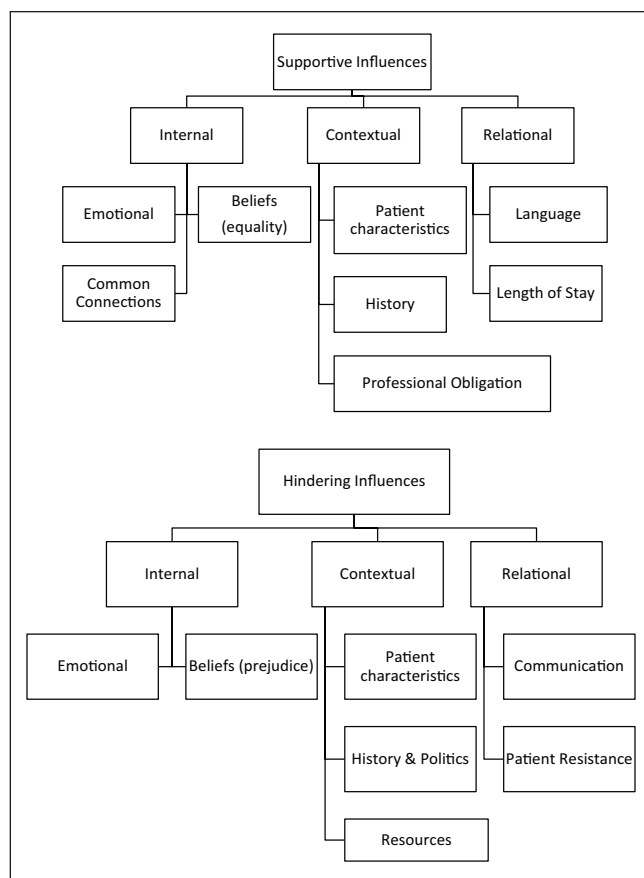 Supportive Influences
Internal
Contextual
Relational
Emotional
Beliefs
(equality)
Patient
characteristics
Language
Common
Connections
History
Length of Stay
Professional Obligation
Hindering Influences
Internal
Contextual
Relational
Emotional
Beliefs (prejudice)
Patient
characteristics
Communication
History & Politics
Patient Resistance
Resources